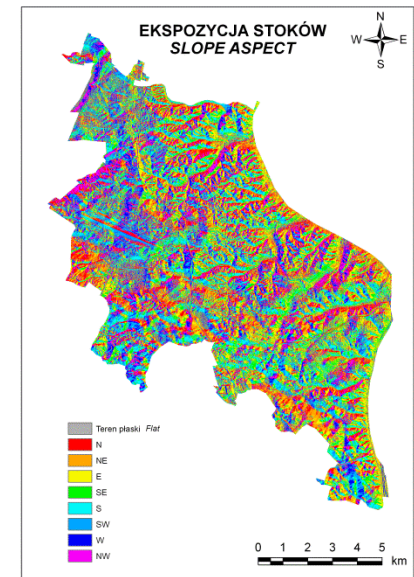 EKSPOZYCJA STOKÓW
SLOPE ASPECT
N
W E
S
Teren płaski Flat
N
NE
E
SE
S
SW
W
NW
0 1 2 3 4 5
km